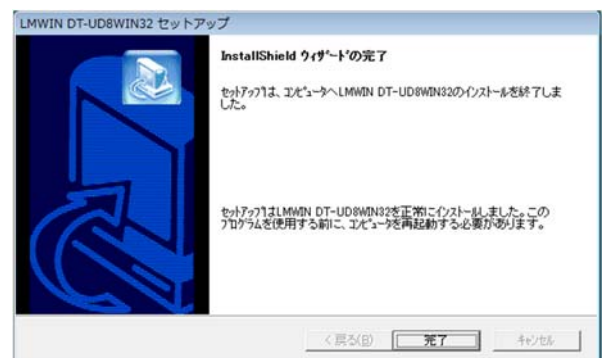 LMWIN DT-UD8WIN32 セットアップ
InstallShield ウィザードの完了
セットアップは、コンピュータへLMWIN DT-UD8WIN32のインストールを終了しま
した。
セットアップはLMWIN DT-UD8WIN32を正常にインストールしました。この
プログラムを使用する前に、コンピュータを再起動する必要があります。
< 戻る(B)
完了
キャンセル